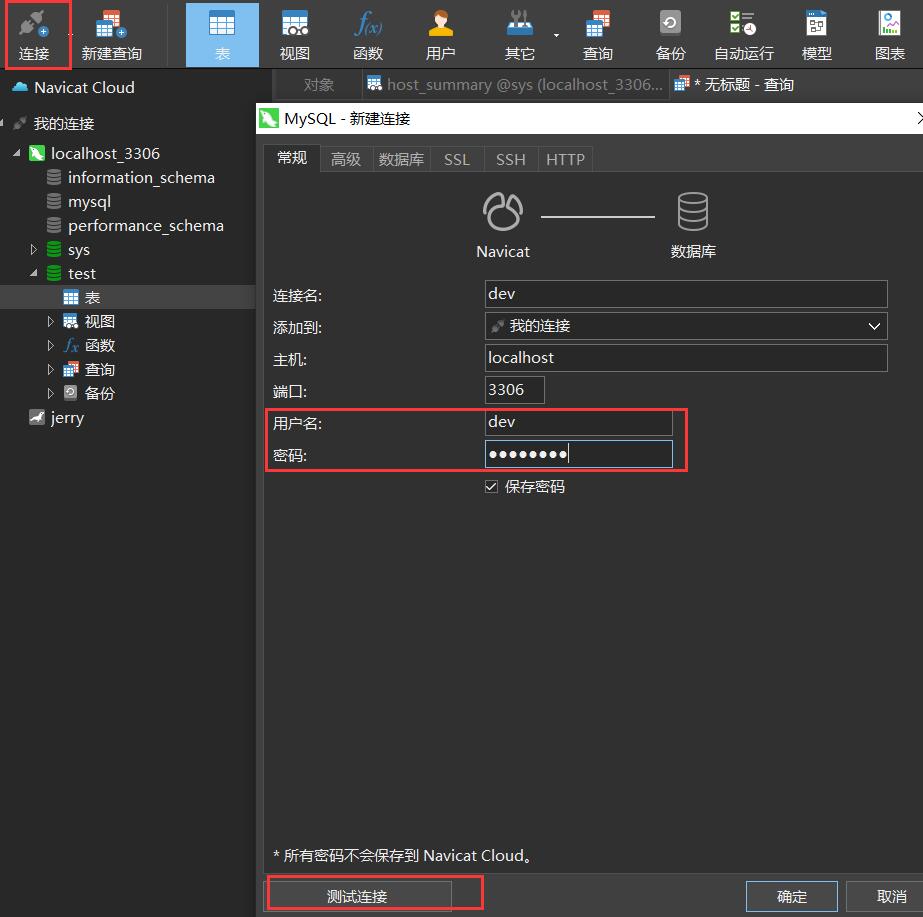 连接 新建查询 表 视图 函数 用户 其它 查询 备份 自动运行 模型 图表
Navicat Cloud
对象 host_summary @sys (localhost_3306... * 无标题 - 查询
MySQL - 新建连接
我的连接
localhost_3306
information_schema
mysql
performance_schema
sys
test
表
视图
函数
查询
备份
jerry
常规 高级 数据库 SSL SSH HTTP
Navicat 数据库
连接名: dev
添加到: 我的连接
主机: localhost
端口: 3306
用户名: dev
密码: ●●●●●●●●
保存密码
* 所有密码不会保存到 Navicat Cloud。
测试连接 确定 取消